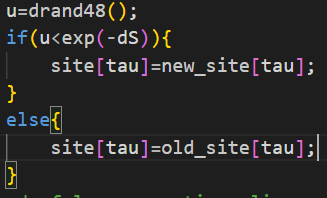 u=drand48();
if(u<exp(-dS)){
    site[tau]=new_site[tau];
}
else{
    site[tau]=old_site[tau];
}